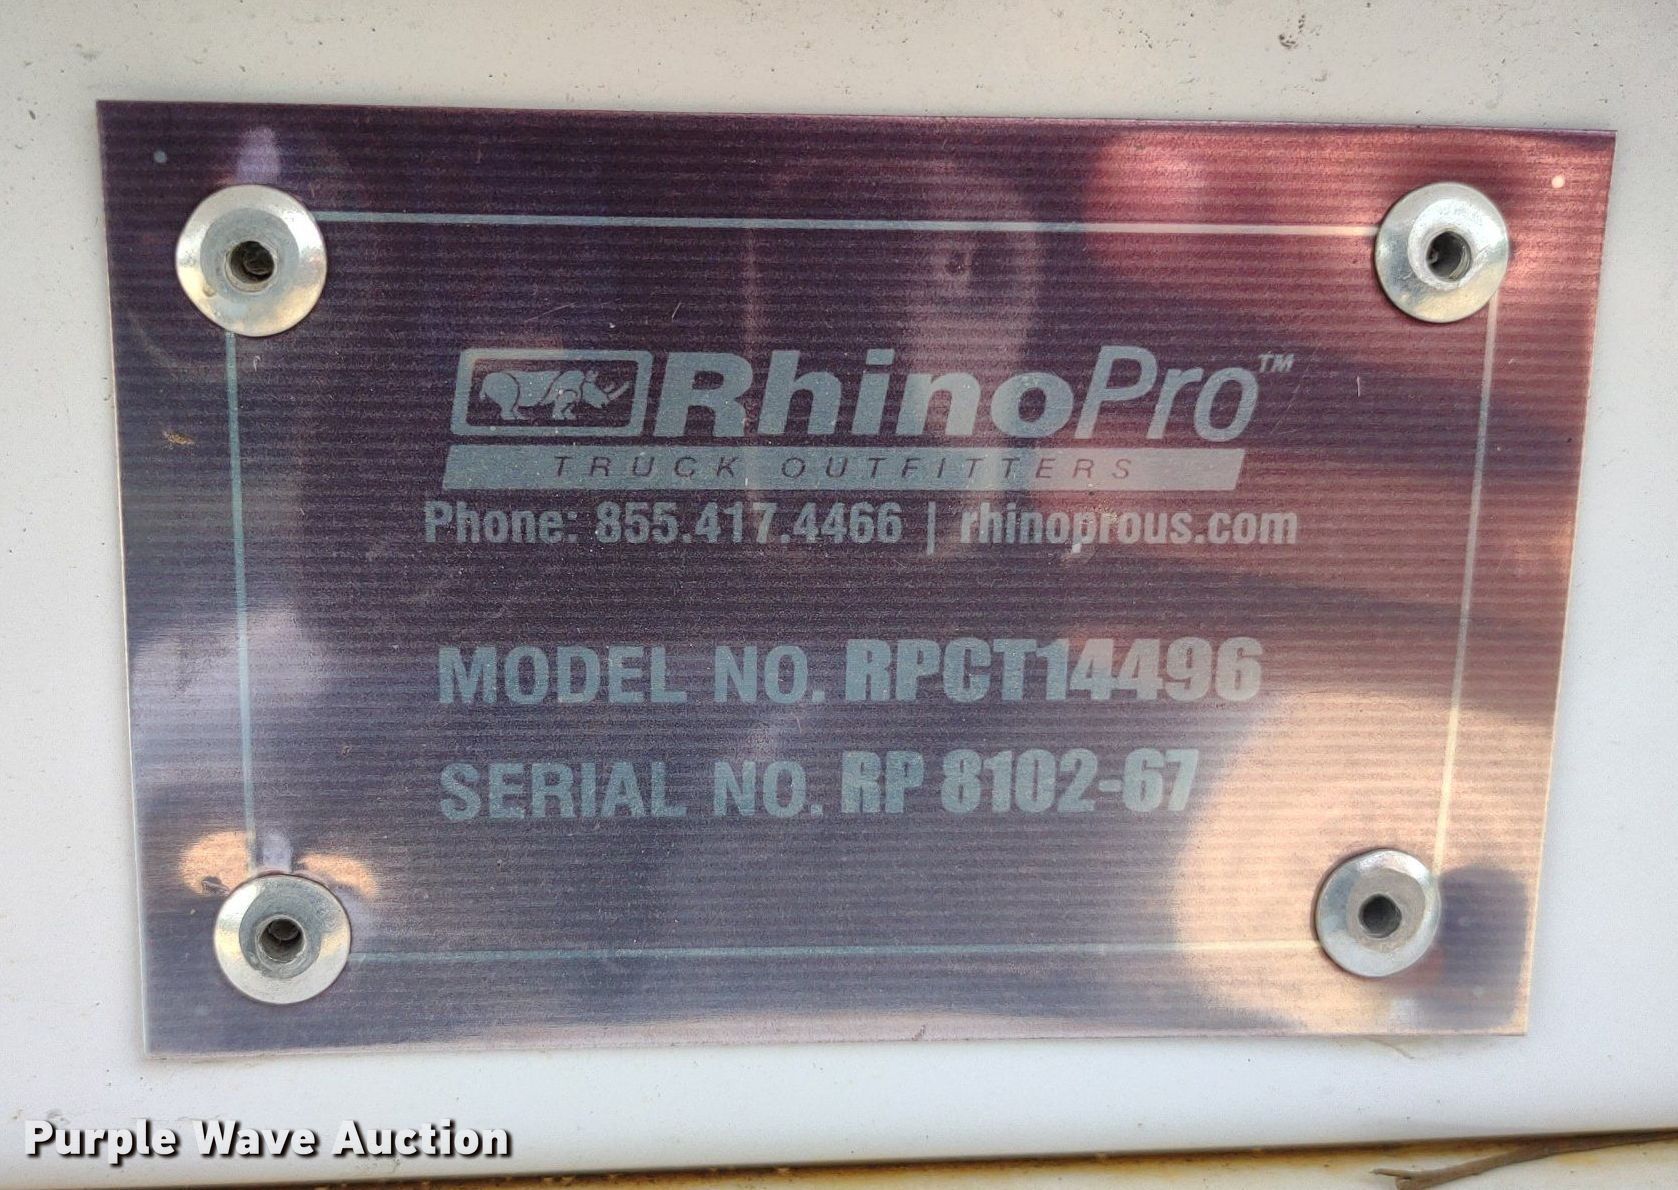 RhinoPro™
TRUCK OUTFITTERS
Phone: 855.417.4466 | rhinoprous.com
MODEL NO. RPCT14496
SERIAL NO. RP 8102-67
Purple Wave Auction